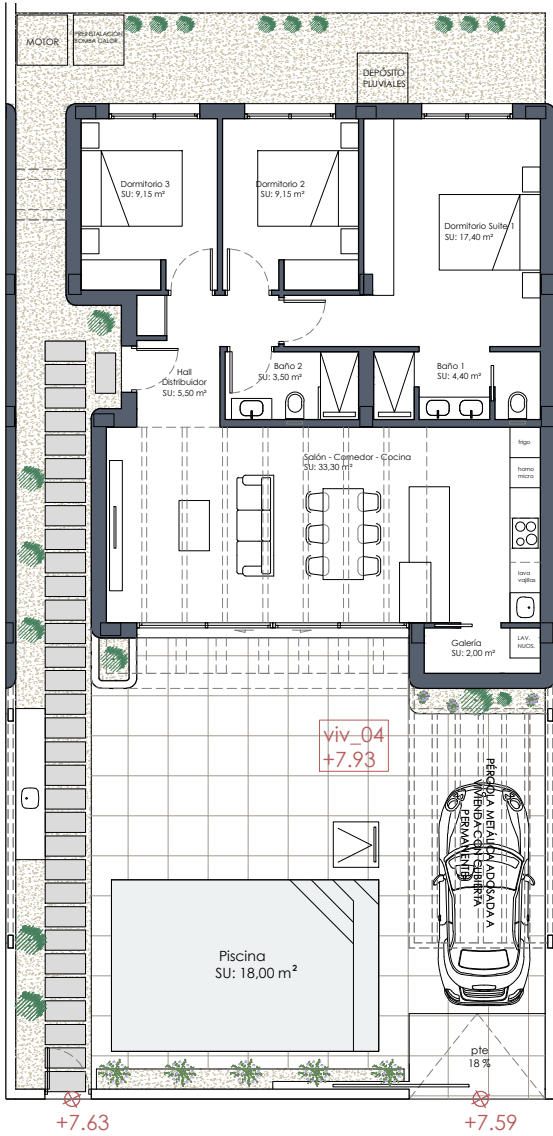 MOTOR
PREINSTALACIÓN
BOMBA CALOR
DEPÓSITO
PLUVIALES
Dormitorio 3
SU: 9,15 m²
Dormitorio 2
SU: 9,15 m²
Dormitorio Suite 1
SU: 17,40 m²
Hall
Distribuidor
SU: 5,50 m²
Baño 2
SU: 3,50 m²
Baño 1
SU: 4,40 m²
Salón - Comedor - Cocina
SU: 33,30 m²
frigo
horno
micro
lava
vajillas
Galería
SU: 2,00 m²
LAV.
NUOS.
viv_04
+7.93
PÉRGOLA METÁLICA ADOSADA A
VIVIENDA CON CUBIERTA
PERMANENTE
Piscina
SU: 18,00 m²
pte
18 %
+7.63
+7.59